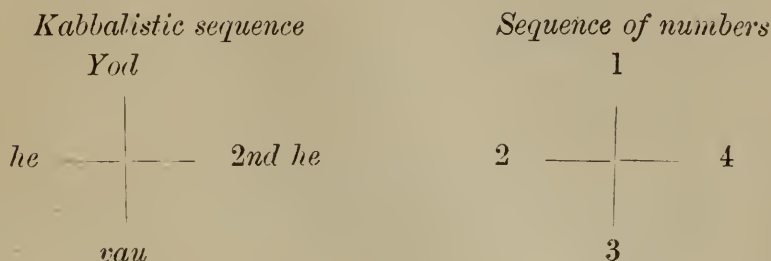 Kabbalistic sequence
Yod
he 2nd he
vau
Sequence of numbers
1
2 4
3